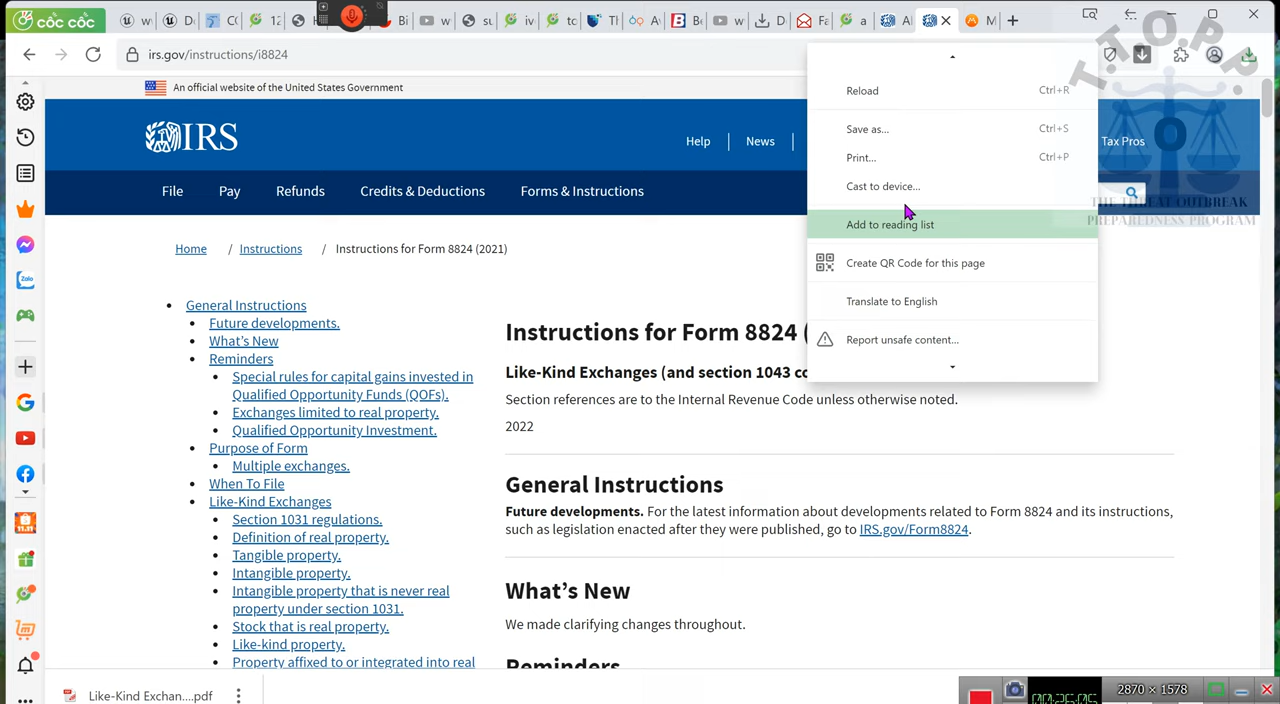 cốc cốc
irs.gov/instructions/i8824
An official website of the United States Government
IRS
Help
News
Tax Pros
File
Pay
Refunds
Credits & Deductions
Forms & Instructions
T.T.O.P.P.
THE THREAT OUTBREAK
PREPAREDNESS PROGRAM
Reload Ctrl+R
Save as... Ctrl+S
Print... Ctrl+P
Cast to device...
Add to reading list
Create QR Code for this page
Translate to English
Report unsafe content...
Home / Instructions / Instructions for Form 8824 (2021)
General Instructions
Future developments.
What's New
Reminders
Special rules for capital gains invested in
Qualified Opportunity Funds (QOFs).
Exchanges limited to real property.
Qualified Opportunity Investment.
Purpose of Form
Multiple exchanges.
When To File
Like-Kind Exchanges
Section 1031 regulations.
Definition of real property.
Tangible property.
Intangible property.
Intangible property that is never real
property under section 1031.
Stock that is real property.
Like-kind property.
Property affixed to or integrated into real
Instructions for Form 8824 (
Like-Kind Exchanges (and section 1043 co
Section references are to the Internal Revenue Code unless otherwise noted.
2022
General Instructions
Future developments. For the latest information about developments related to Form 8824 and its instructions,
such as legislation enacted after they were published, go to IRS.gov/Form8824.
What's New
We made clarifying changes throughout.
Reminders
Zalo
Like-Kind Exchan....pdf
2870 × 1578